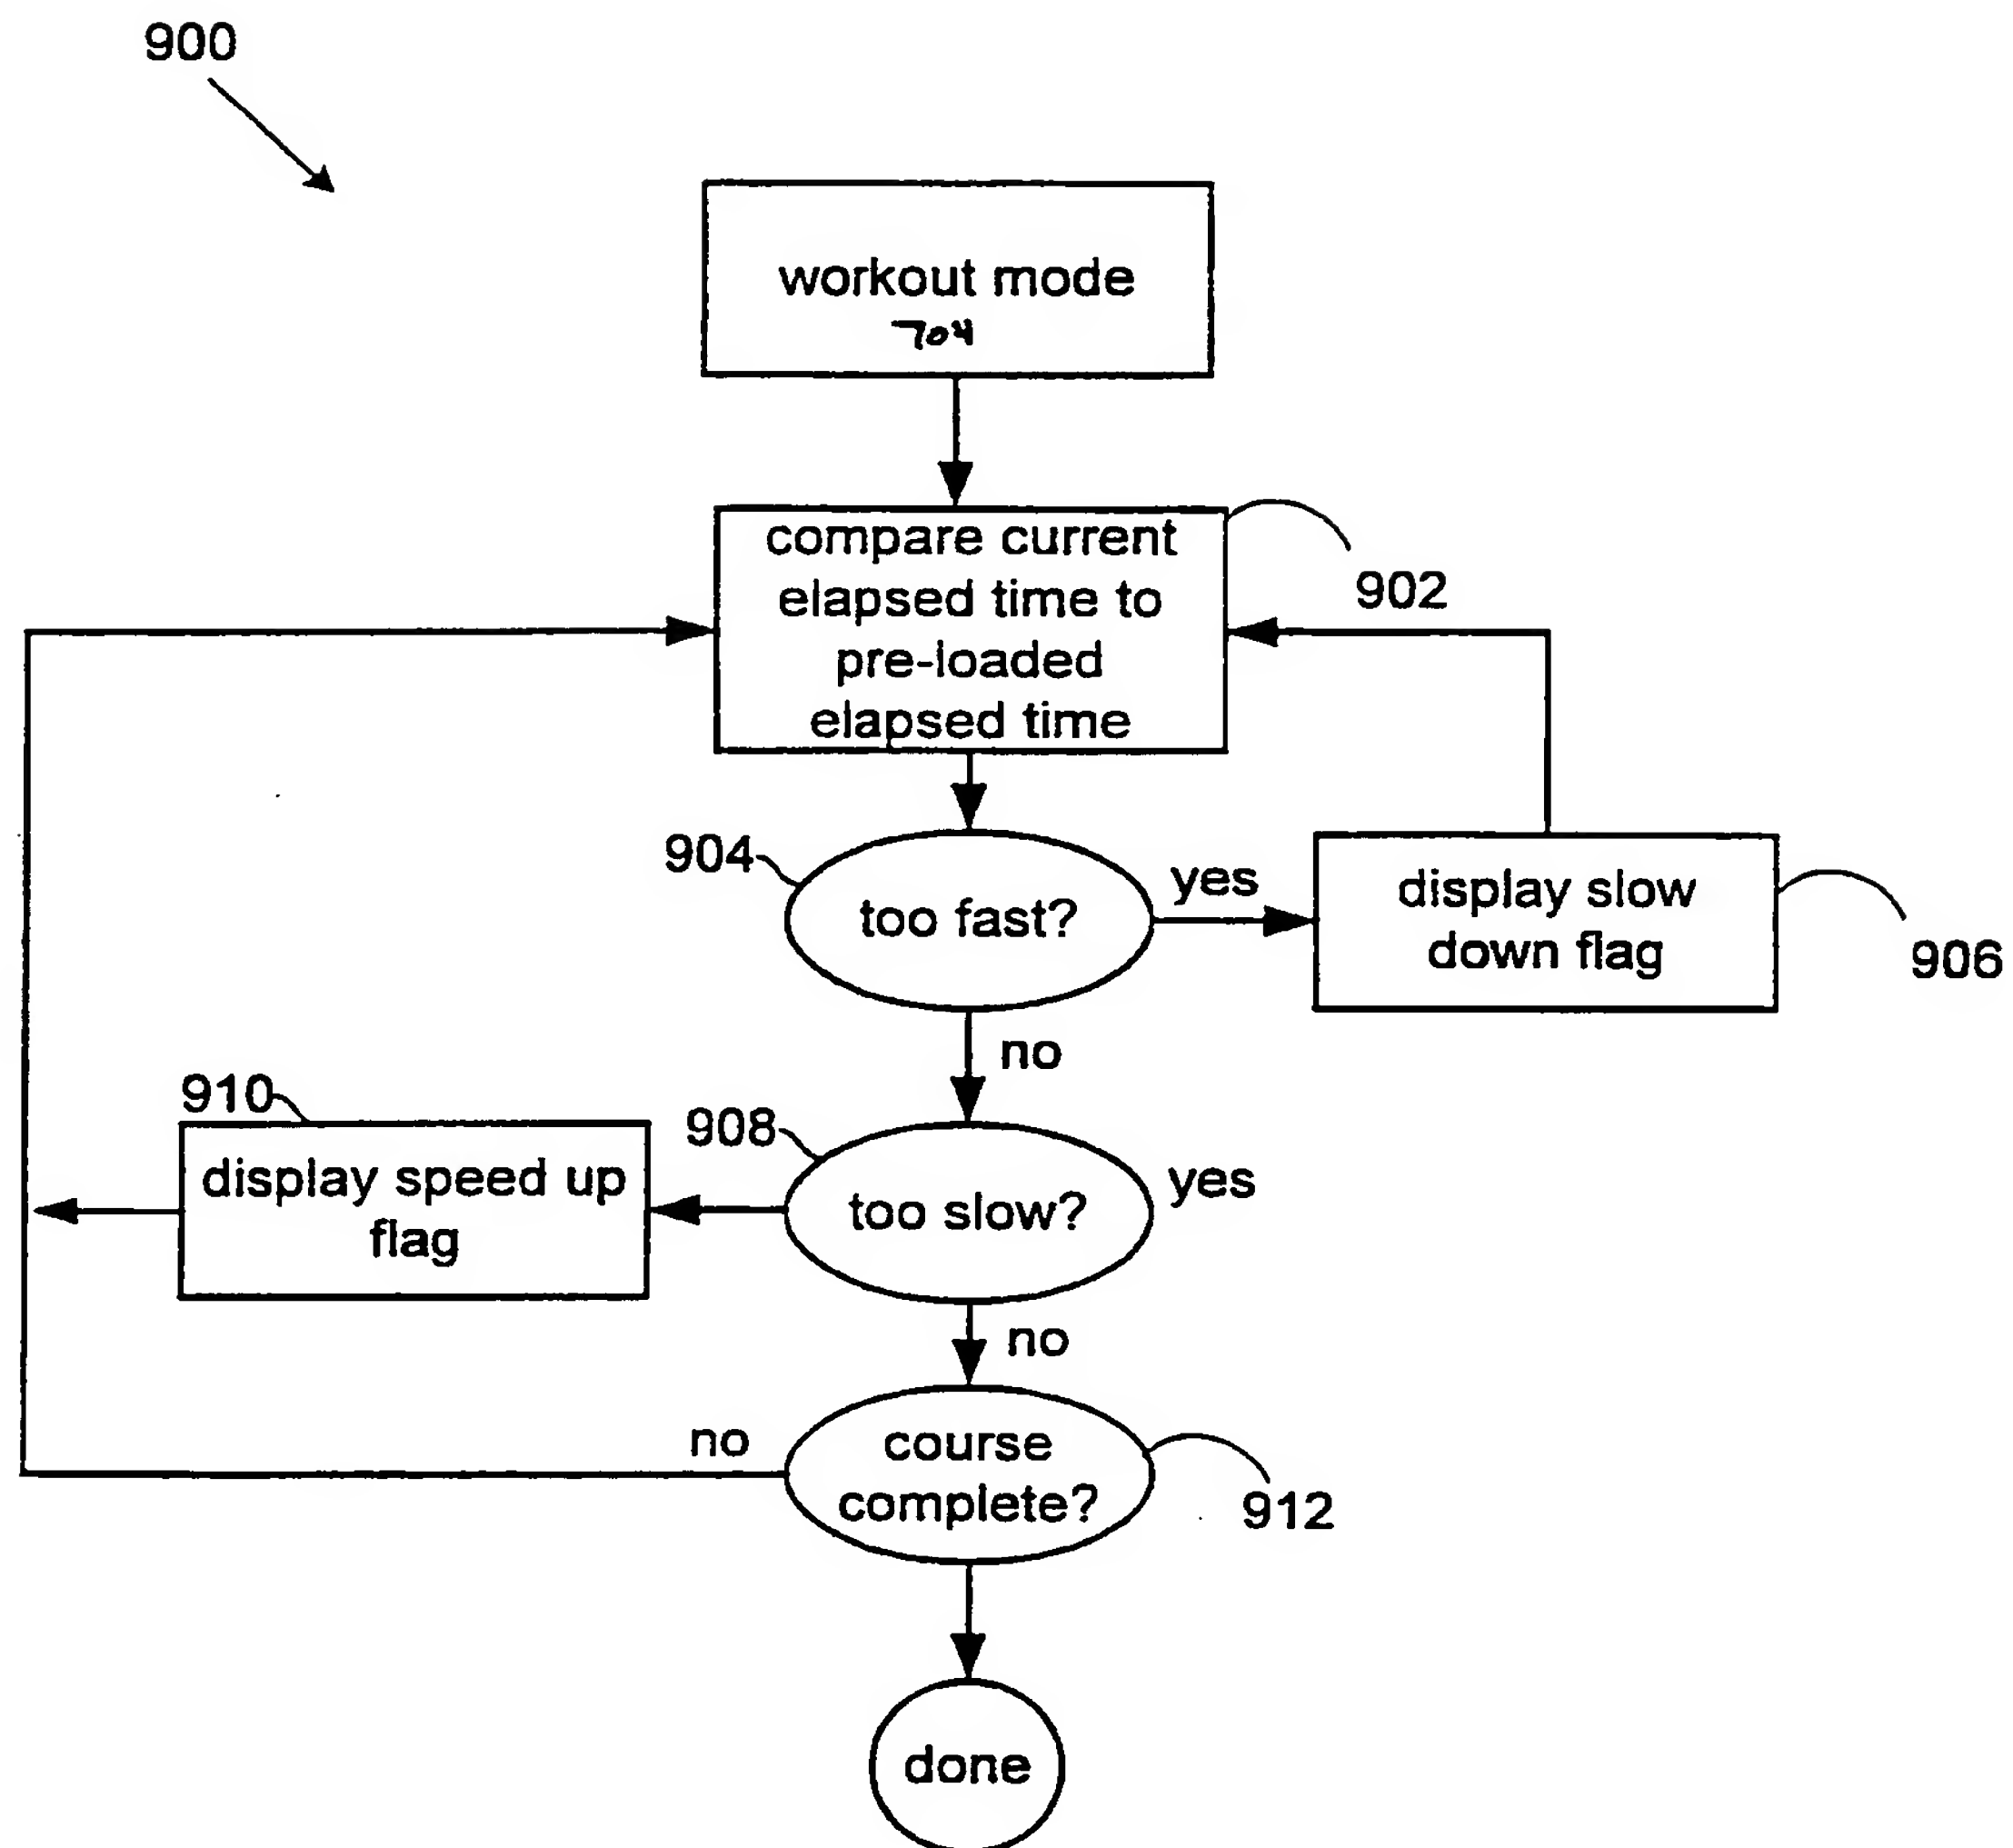 900
workout mode
704
compare current
elapsed time to
pre-loaded
elapsed time
902
904
too fast?
yes
display slow
down flag
906
no
910
display speed up
flag
908
too slow?
yes
no
no
course
complete?
912
done